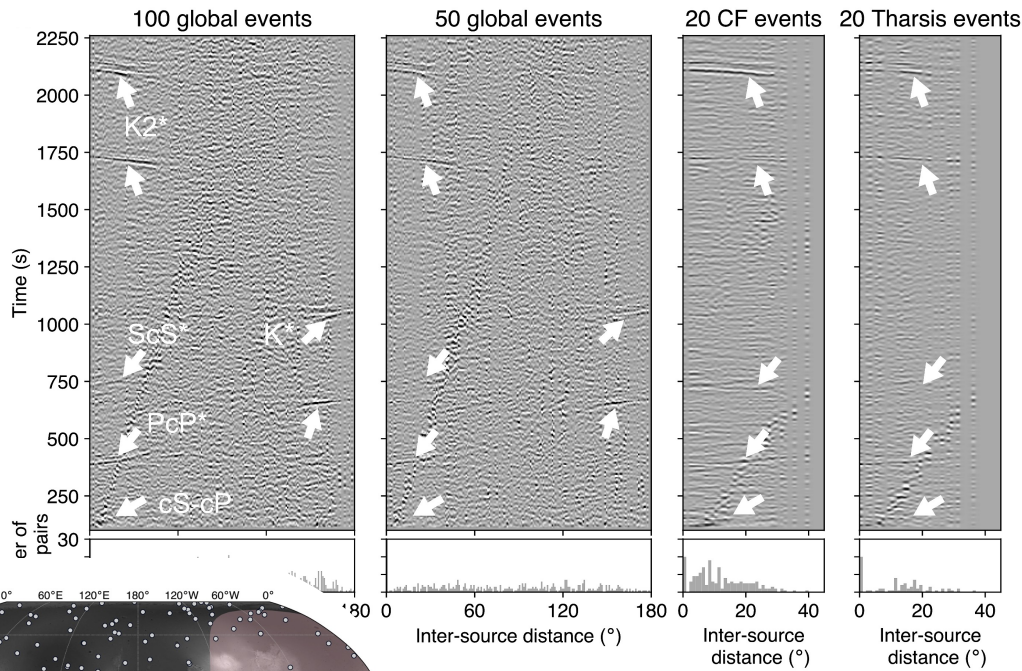 100 global events
50 global events
20 CF events
20 Tharsis events
2250
2000
1750
1500
1250
1000
750
500
250
Time (s)
K2*
ScS*
K*
PcP*
cS-cP
er of
pairs
30
180
0 60 120 180
Inter-source distance (°)
0 20 40
Inter-source
distance (°)
0 20 40
Inter-source
distance (°)
0° 60°E 120°E 180° 120°W 60°W 0°